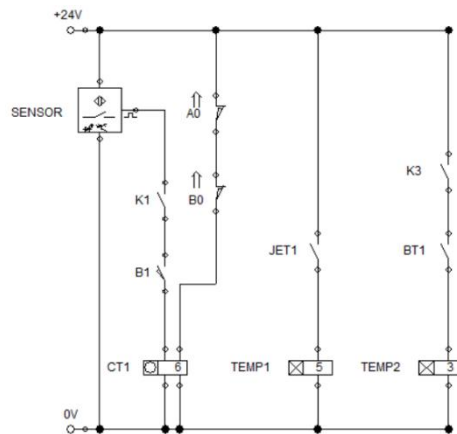 +24V
SENSOR
A0
K1
B0
K3
B1
JET1
BT1
CT1 6
TEMP1 5
TEMP2 3
0V